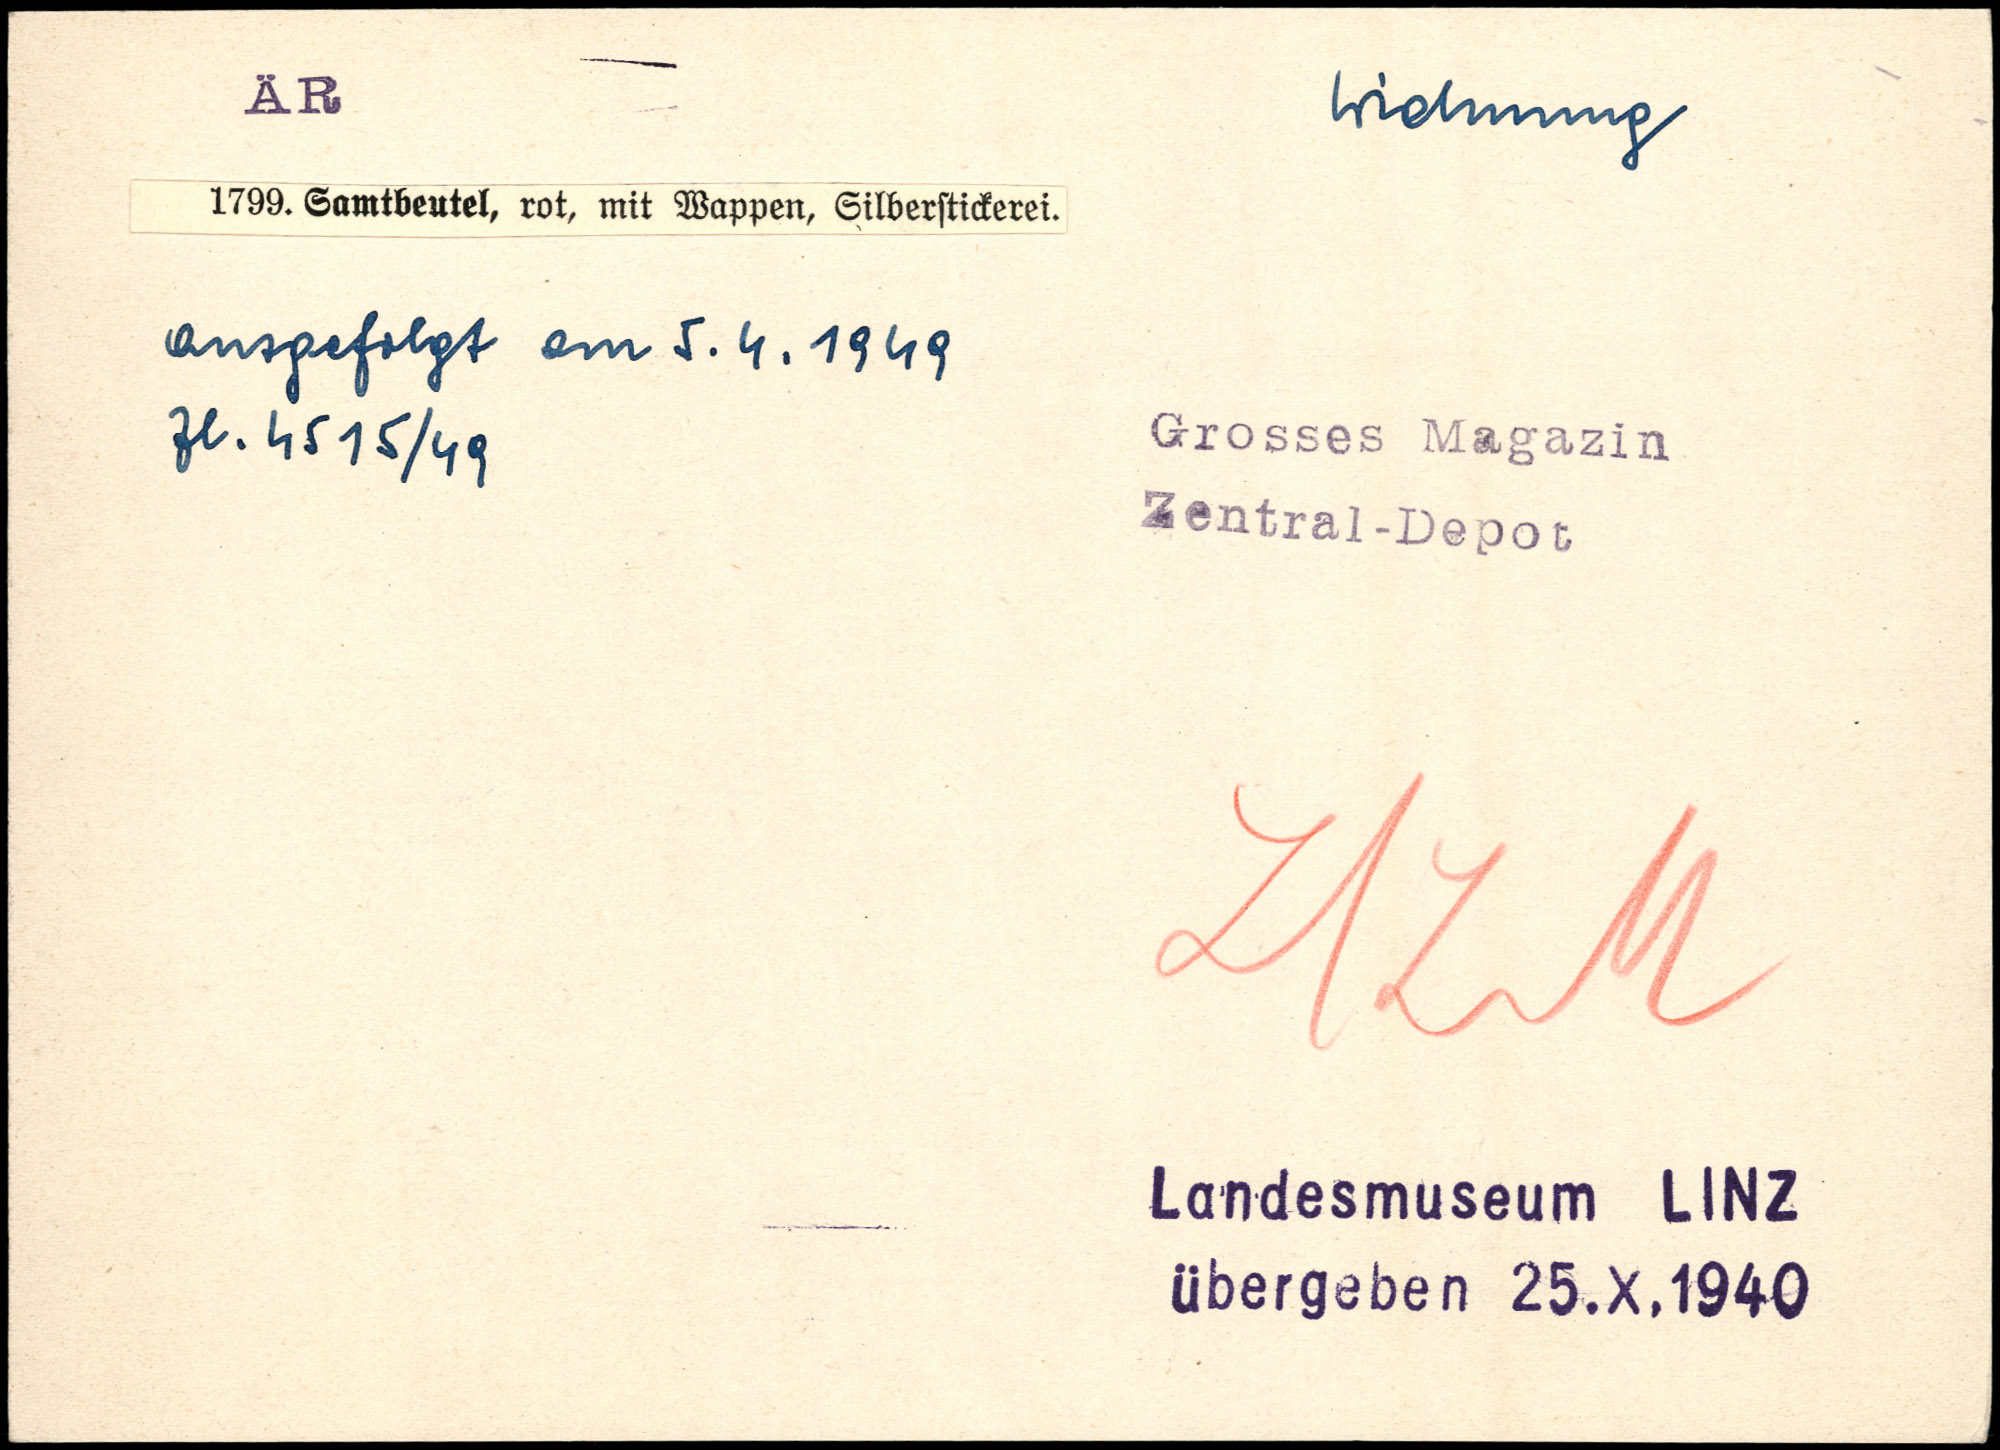 ÄR
Widmung
1799. Samtbeutel, rot, mit Wappen, Silberstickerei.
ausgefolgt am 5.4.1949
Zl. 4515/49
Grosses Magazin
Zentral-Depot
Landesmuseum LINZ
übergeben 25.X.1940